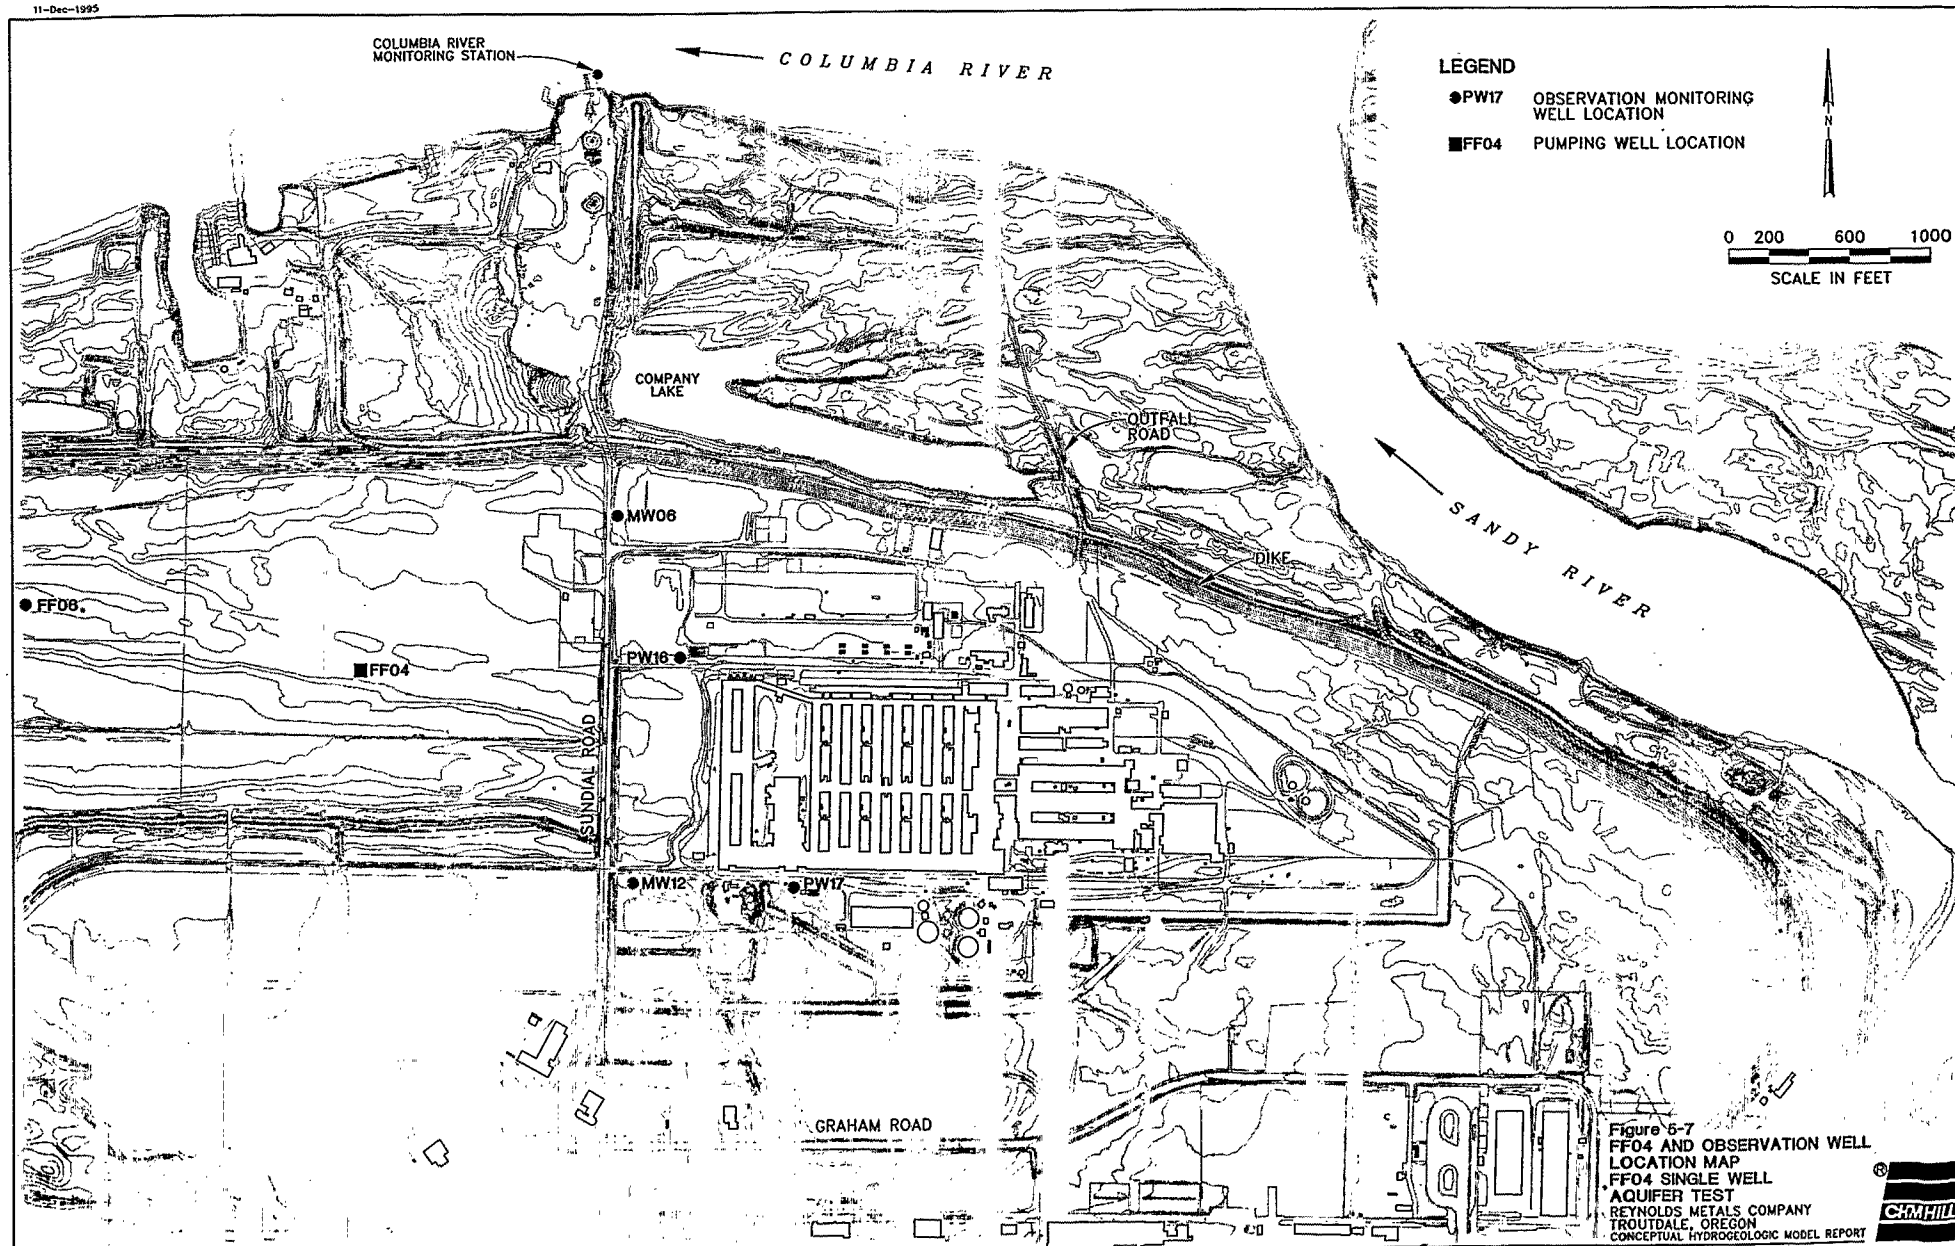 11-Dec-1995
COLUMBIA RIVER
MONITORING STATION
COLUMBIA RIVER
LEGEND
PW17 OBSERVATION MONITORING
WELL LOCATION
FF04 PUMPING WELL LOCATION
N
0 200 600 1000
SCALE IN FEET
COMPANY
LAKE
OUTFALL
ROAD
SANDY RIVER
MW06
DIKE
FF08
PW16
FF04
SUNDIAL ROAD
MW12
PW17
GRAHAM ROAD
Figure 5-7
FF04 AND OBSERVATION WELL
LOCATION MAP
FF04 SINGLE WELL
AQUIFER TEST
REYNOLDS METALS COMPANY
TROUTDALE, OREGON
CONCEPTUAL HYDROGEOLOGIC MODEL REPORT
®
CH2MHILL